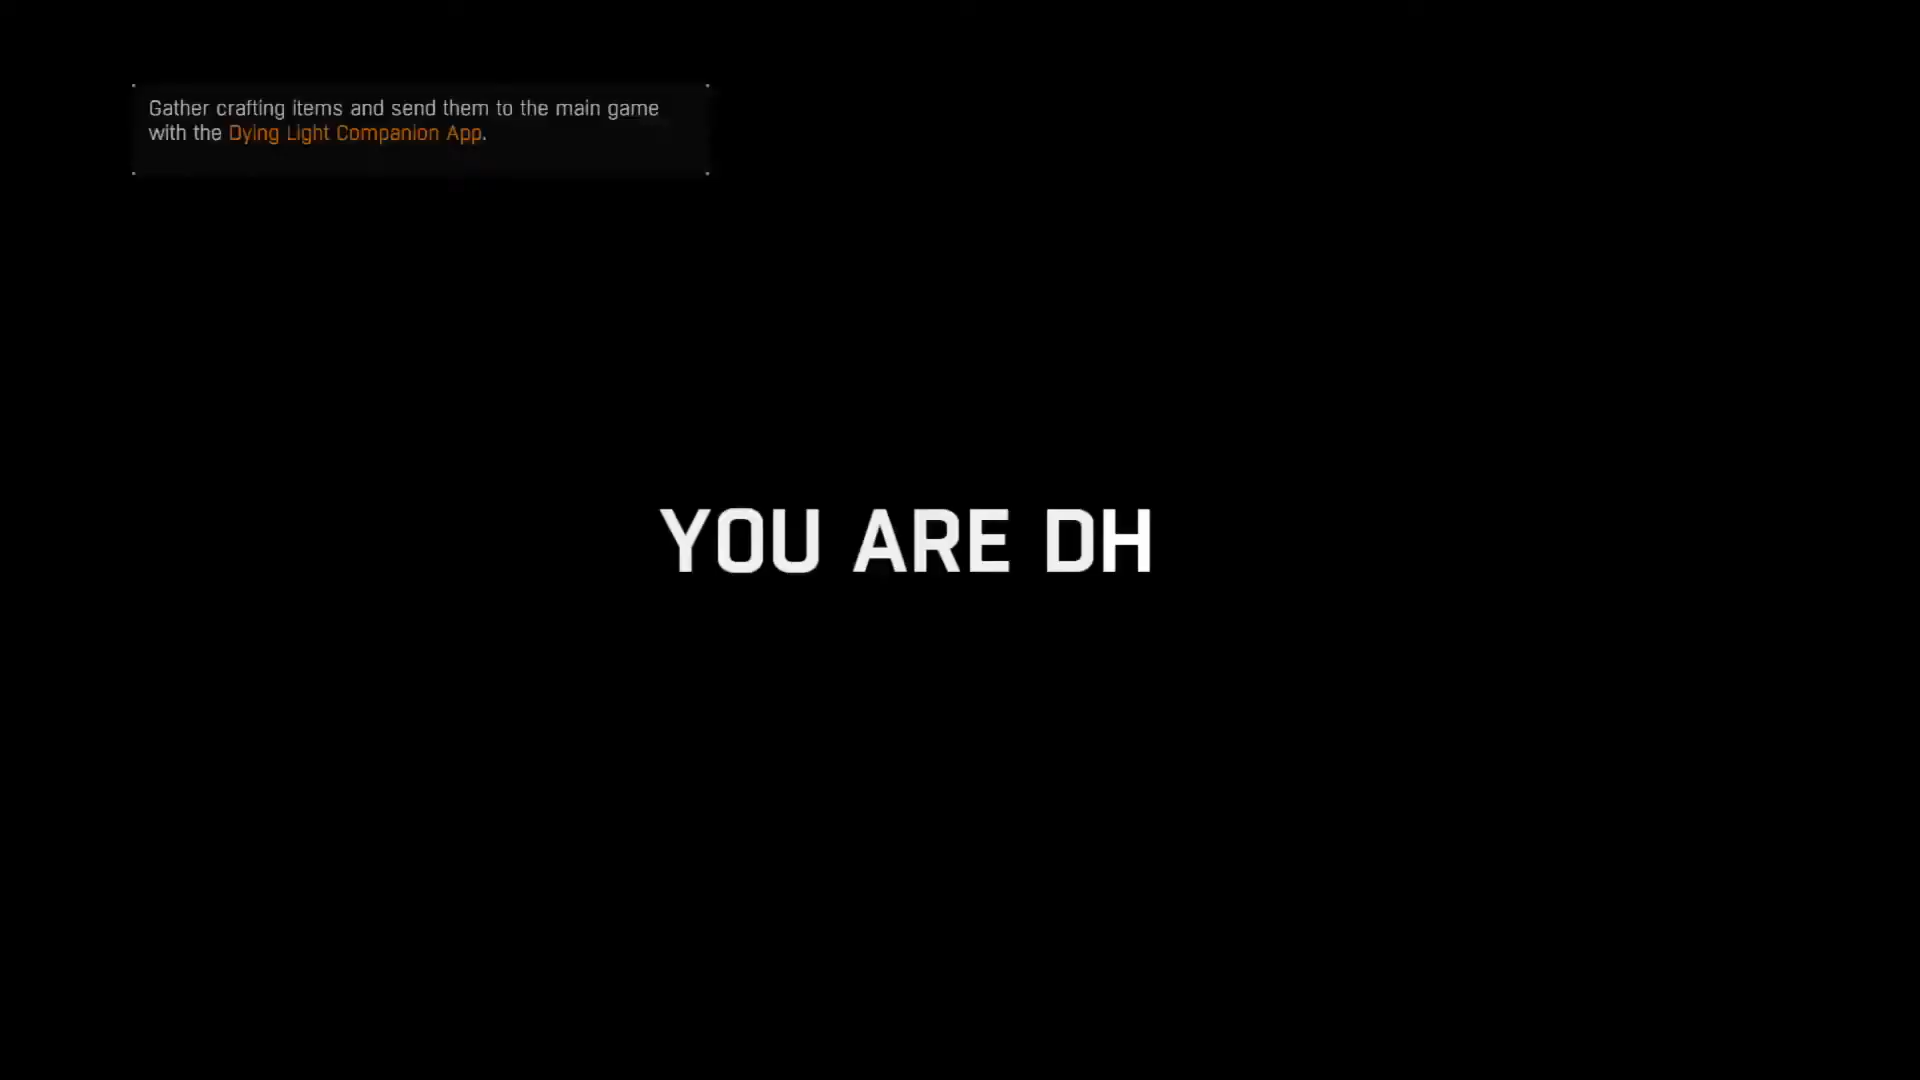 Gather crafting items and send them to the main game
with the Dying Light Companion App.
YOU ARE DH